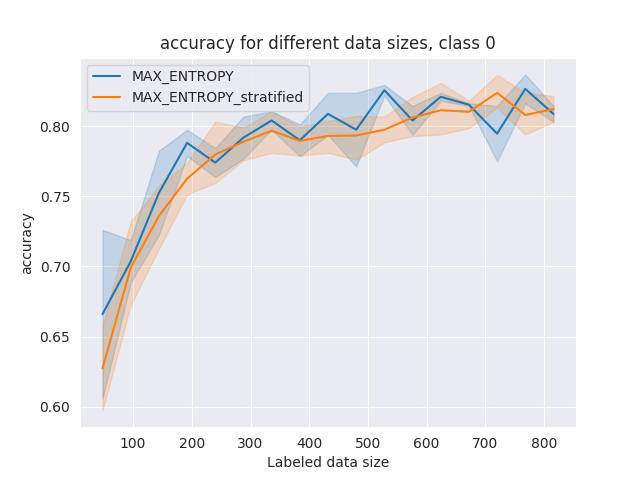 accuracy for different data sizes, class 0
MAX_ENTROPY
MAX_ENTROPY_stratified
0.80
0.75
0.70
0.65
0.60
accuracy
100 200 300 400 500 600 700 800
Labeled data size